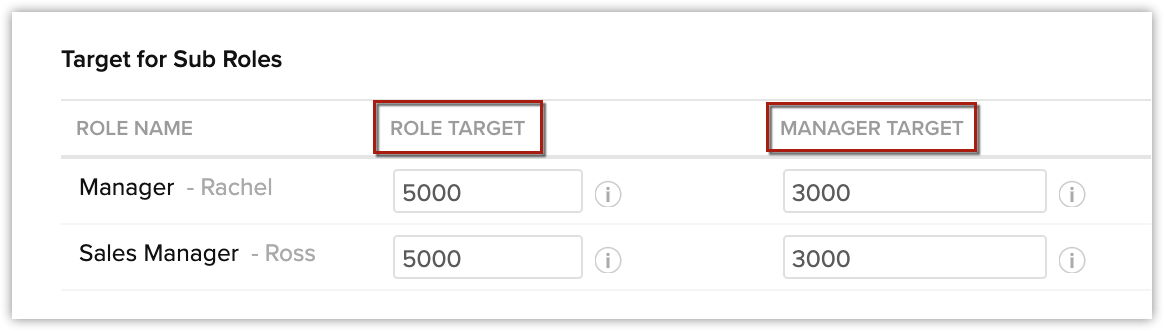 Target for Sub Roles
ROLE NAME ROLE TARGET MANAGER TARGET
Manager - Rachel 5000 i 3000 i
Sales Manager - Ross 5000 i 3000 i